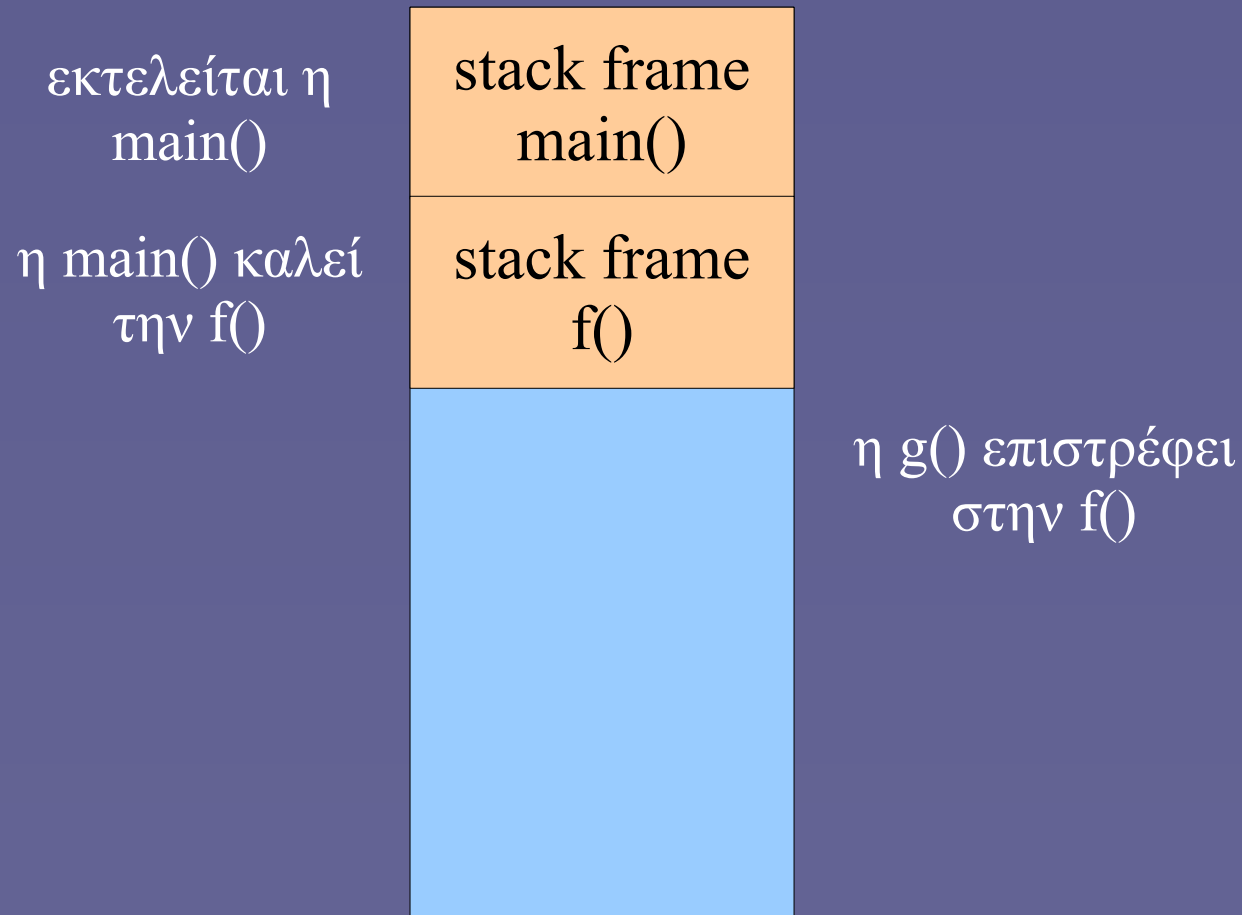 εκτελείται η
main()
stack frame
main()
η main() καλεί
την f()
stack frame
f()
η g() επιστρέφει
στην f()